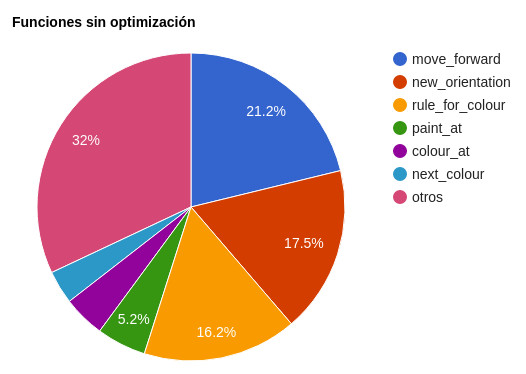 Funciones sin optimización
move_forward
new_orientation
rule_for_colour
paint_at
colour_at
next_colour
otros
21.2%
17.5%
16.2%
5.2%
32%